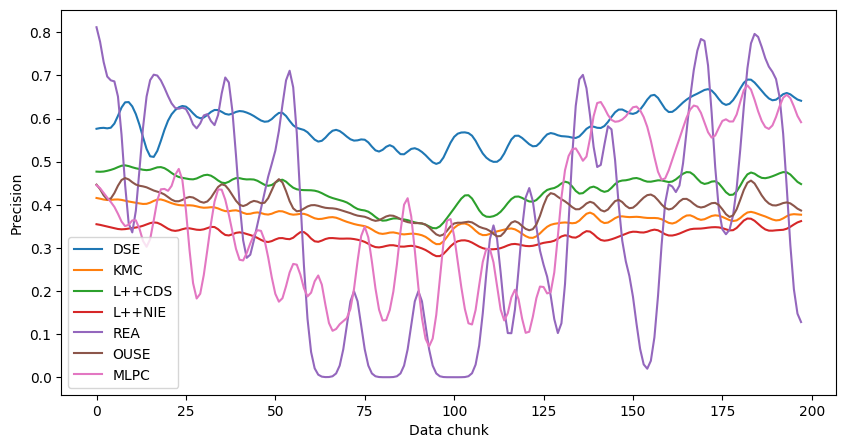 0.8
0.7
0.6
0.5
0.4
0.3
0.2
0.1
0.0
Precision
DSE
KMC
L++CDS
L++NIE
REA
OUSE
MLPC
0 25 50 75 100 125 150 175 200
Data chunk